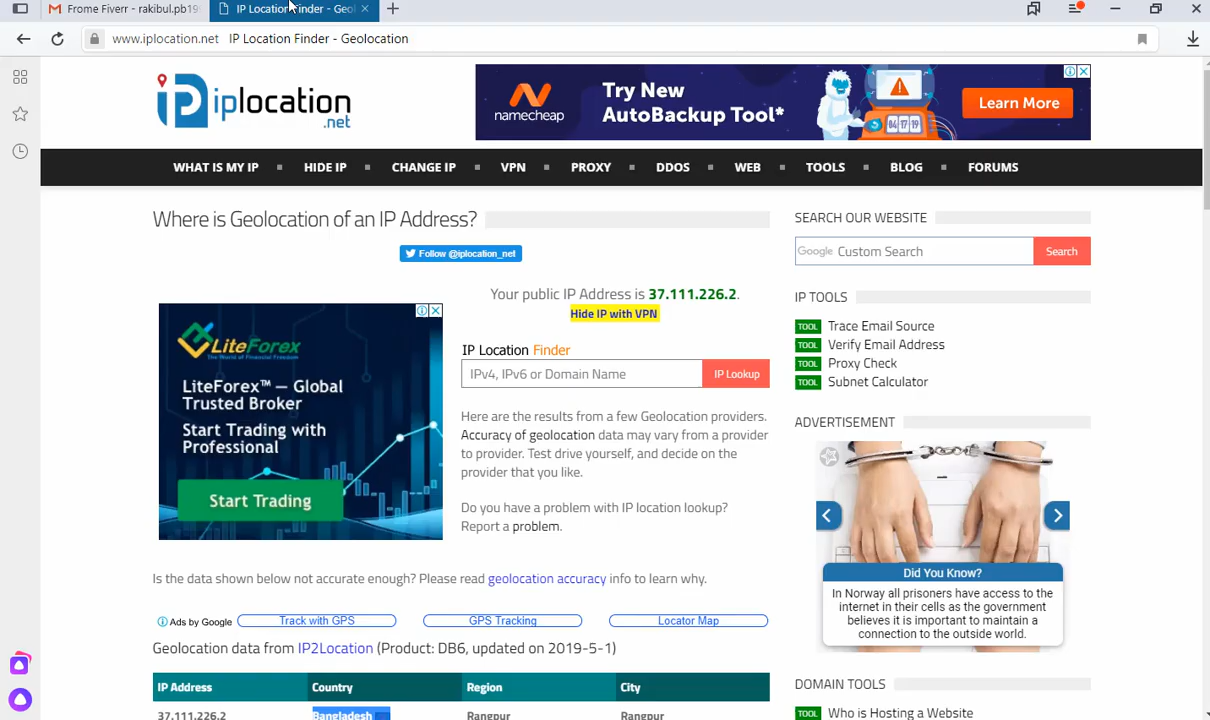 Frome Fiverr - rakibul.pb19
IP Location Finder - Geol
www.iplocation.net IP Location Finder - Geolocation
iplocation
.net
namecheap
Try New
AutoBackup Tool*
04 17 19
Learn More
WHAT IS MY IP
HIDE IP
CHANGE IP
VPN
PROXY
DDOS
WEB
TOOLS
BLOG
FORUMS
Where is Geolocation of an IP Address?
Follow @iplocation_net
Your public IP Address is 37.111.226.2.
Hide IP with VPN
LiteForex
The World of Financial Freedom
LiteForex™ — Global
Trusted Broker
Start Trading with
Professional
Start Trading
IP Location Finder
IPv4, IPv6 or Domain Name
IP Lookup
Here are the results from a few Geolocation providers.
Accuracy of geolocation data may vary from a provider
to provider. Test drive yourself, and decide on the
provider that you like.
Do you have a problem with IP location lookup?
Report a problem.
Is the data shown below not accurate enough? Please read geolocation accuracy info to learn why.
Ads by Google
Track with GPS
GPS Tracking
Locator Map
Geolocation data from IP2Location (Product: DB6, updated on 2019-5-1)
IP Address Country Region City
37.111.226.2 Bangladesh Rangpur Rangpur
SEARCH OUR WEBSITE
Google Custom Search
Search
IP TOOLS
TOOL Trace Email Source
TOOL Verify Email Address
TOOL Proxy Check
TOOL Subnet Calculator
ADVERTISEMENT
Did You Know?
In Norway all prisoners have access to the
internet in their cells as the government
believes it is important to maintain a
connection to the outside world.
DOMAIN TOOLS
TOOL Who is Hosting a Website